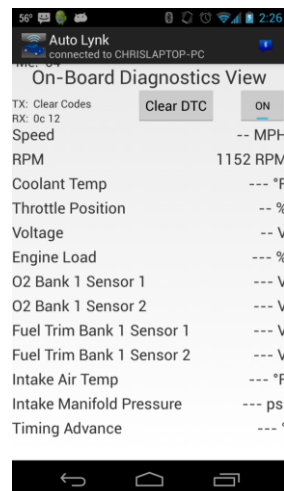 56° 2:26
Auto Lynk
connected to CHRISLAPTOP-PC
On-Board Diagnostics View
TX: Clear Codes
RX: 0c 12
Clear DTC
ON
Speed -- MPH
RPM 1152 RPM
Coolant Temp --- °F
Throttle Position -- %
Voltage -- V
Engine Load --- %
O2 Bank 1 Sensor 1 --- V
O2 Bank 1 Sensor 2 --- V
Fuel Trim Bank 1 Sensor 1 --- V
Fuel Trim Bank 1 Sensor 2 --- V
Intake Air Temp --- °F
Intake Manifold Pressure --- ps
Timing Advance --- °